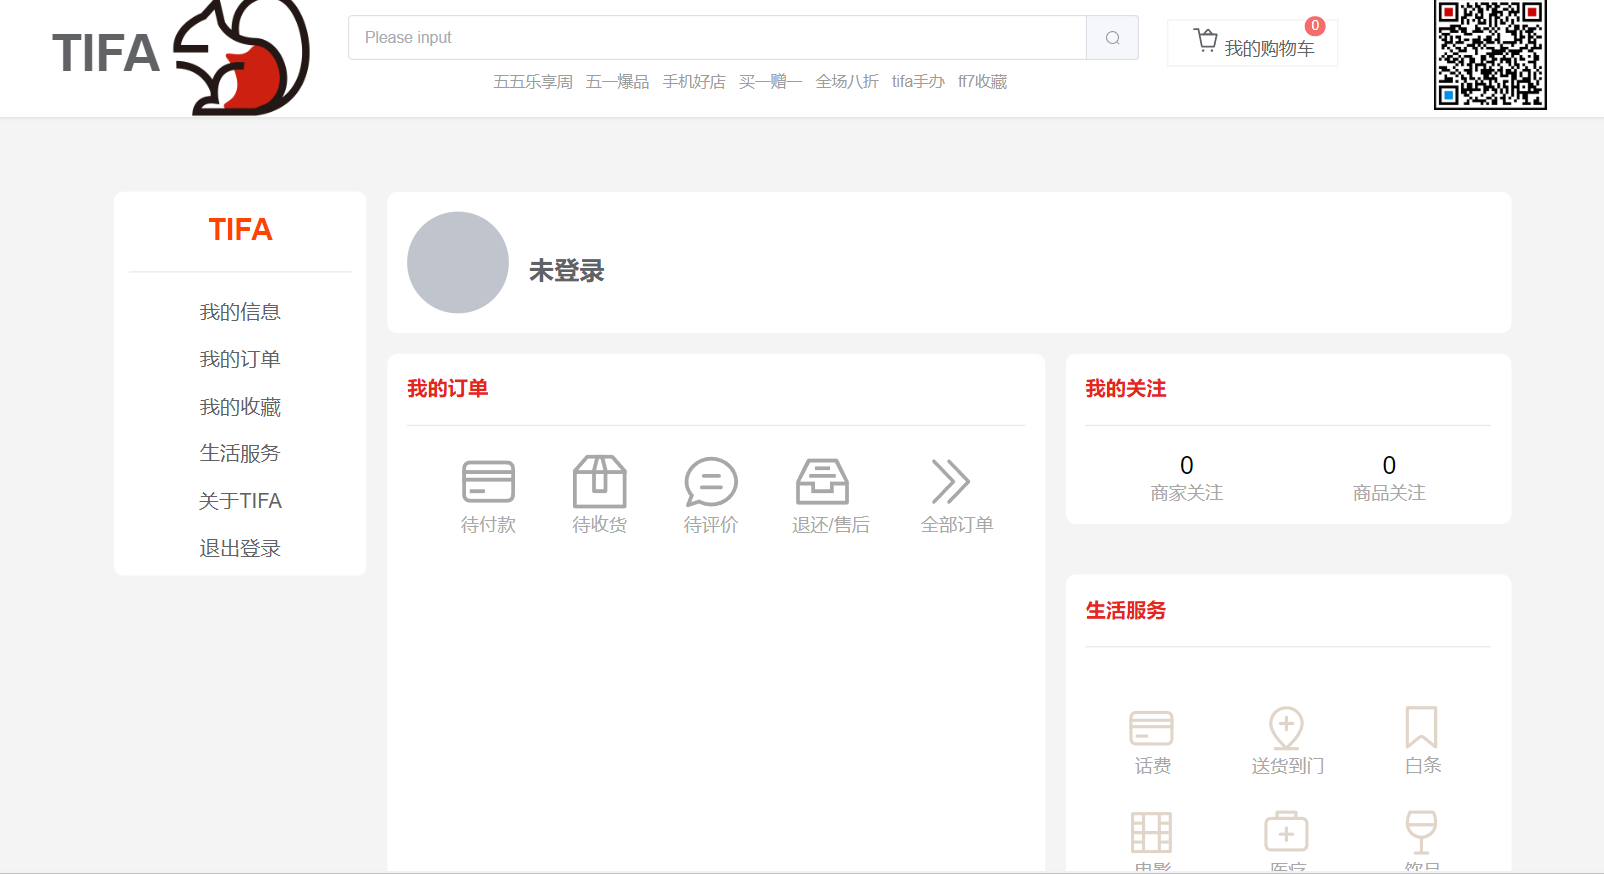 TIFA
Please input
0
我的购物车
五五乐享周 五一爆品 手机好店 买一赠一 全场八折 tifa手办 ff7收藏
TIFA
我的信息
我的订单
我的收藏
生活服务
关于TIFA
退出登录
未登录
我的订单
待付款 待收货 待评价 退还/售后 全部订单
我的关注
0 0
商家关注 商品关注
生活服务
话费 送货到门 白条
电影 医疗 饮品